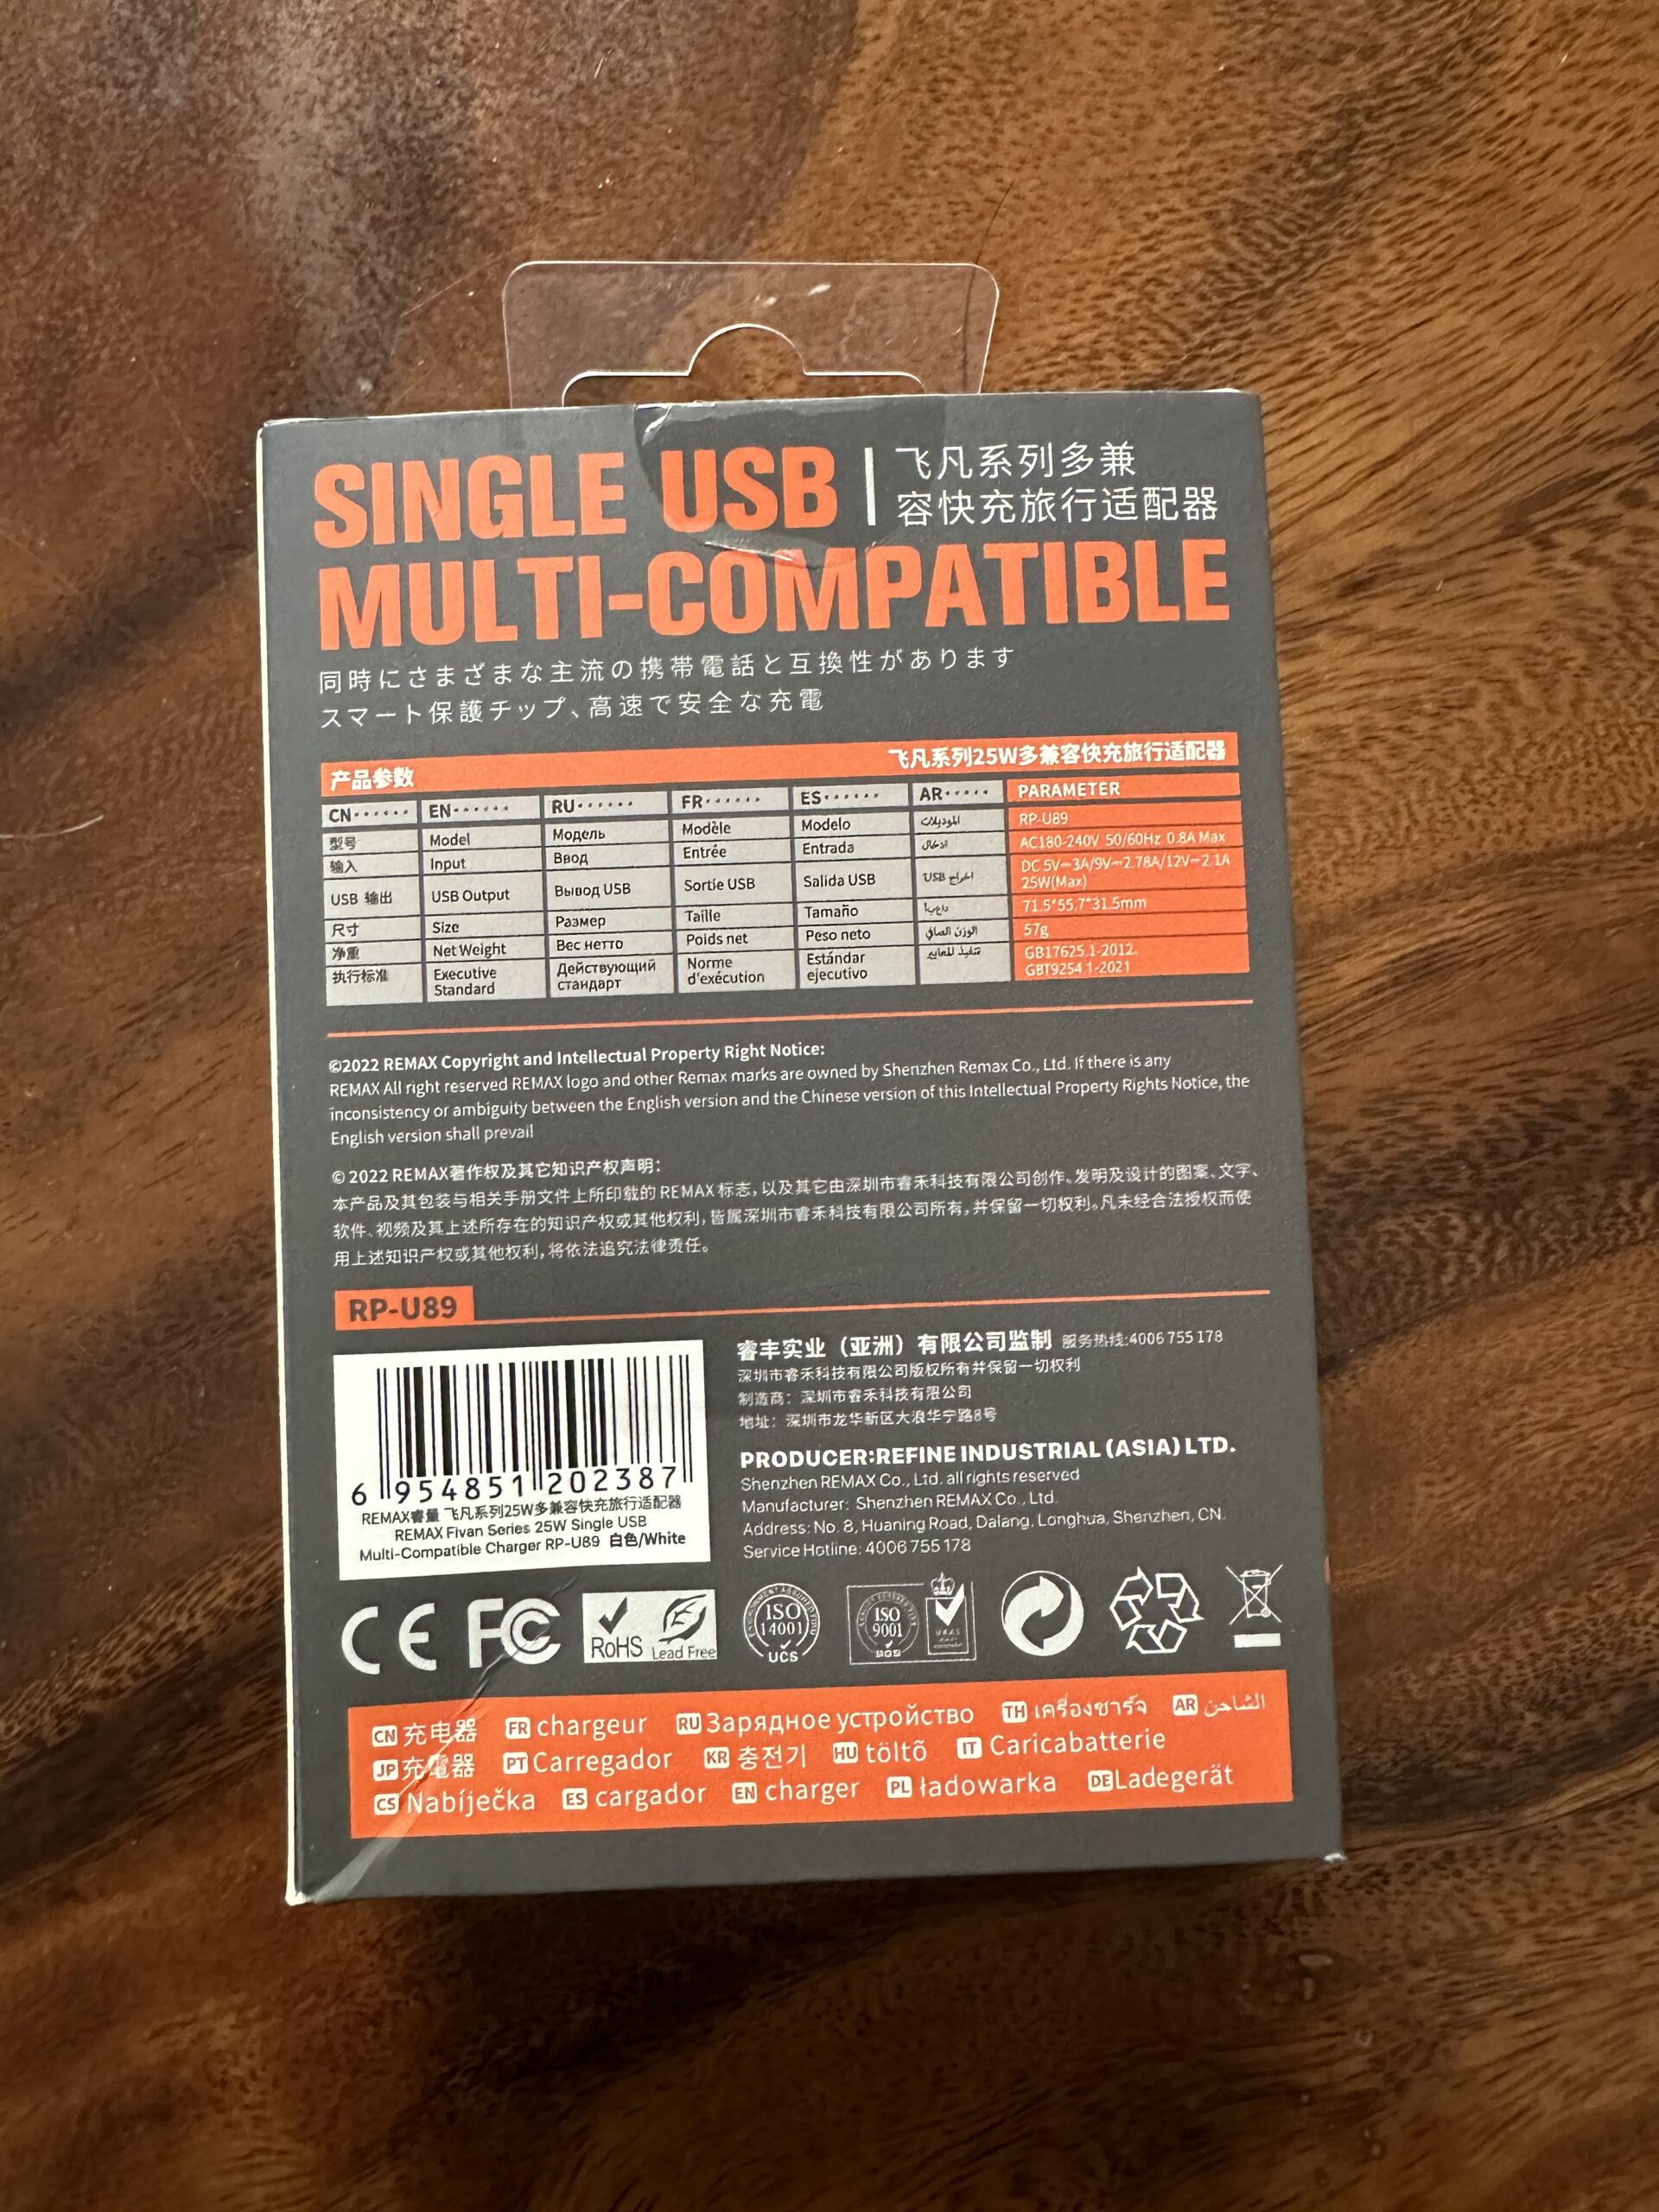 SINGLE USB
飞凡系列多兼
容快充旅行适配器
MULTI-COMPATIBLE
同時にさまざまな主流の携帯電話と互換性があります
スマート保護チップ、高速で安全な充電
产品参数 飞凡系列25W多兼容快充旅行适配器
CN······ EN······ RU······ FR······ ES······ AR····· PARAMETER
型号 Model Модель Modèle Modelo الموديلات RP-U89
输入 Input Ввод Entrée Entrada AC180-240V 50/60Hz 0.8A Max
USB 输出 USB Output Вывод USB Sortie USB Salida USB USB اخراج DC 5V⎓3A/9V⎓2.78A/12V⎓2.1A
25W(Max)
尺寸 Size Размер Taille Tamaño 71.5*55.7*31.5mm
净重 Net Weight Вес нетто Poids net Peso neto الوزن الصافي 57g
执行标准 Executive Действующий Norme Estándar تنفيذ المعايير GB17625.1-2012,
Standard стандарт d'exécution ejecutivo GBT9254.1-2021
©2022 REMAX Copyright and Intellectual Property Right Notice:
REMAX All right reserved REMAX logo and other Remax marks are owned by Shenzhen Remax Co., Ltd. If there is any
inconsistency or ambiguity between the English version and the Chinese version of this Intellectual Property Rights Notice, the
English version shall prevail
© 2022 REMAX著作权及其它知识产权声明：
本产品及其包装与相关手册文件上所印载的 REMAX 标志，以及其它由深圳市睿禾科技有限公司创作、发明及设计的图案、文字、
软件、视频及其上述所存在的知识产权或其他权利，皆属深圳市睿禾科技有限公司所有，并保留一切权利。凡未经合法授权而使
用上述知识产权或其他权利，将依法追究法律责任。
RP-U89
6 954851 202387
REMAX睿量 飞凡系列25W多兼容快充旅行适配器
REMAX Fivan Series 25W Single USB
Multi-Compatible Charger RP-U89 白色/White
睿丰实业（亚洲）有限公司监制 服务热线:4006 755 178
深圳市睿禾科技有限公司版权所有并保留一切权利
制造商：深圳市睿禾科技有限公司
地址：深圳市龙华新区大浪华宁路8号
PRODUCER:REFINE INDUSTRIAL (ASIA) LTD.
Shenzhen REMAX Co., Ltd. all rights reserved
Manufacturer: Shenzhen REMAX Co., Ltd.
Address: No. 8, Huaning Road, Dalang, Longhua, Shenzhen, CN.
Service Hotline: 4006 755 178
CE FC RoHS Lead Free
ISO 14001 UCS
ISO 9001
CN 充电器 FR chargeur RU Зарядное устройство TH เครื่องชาร์จ AR الشاحن
JP 充電器 PT Carregador KR 충전기 HU töltõ IT Caricabatterie
CS Nabíječka ES cargador EN charger PL ładowarka DE Ladegerät